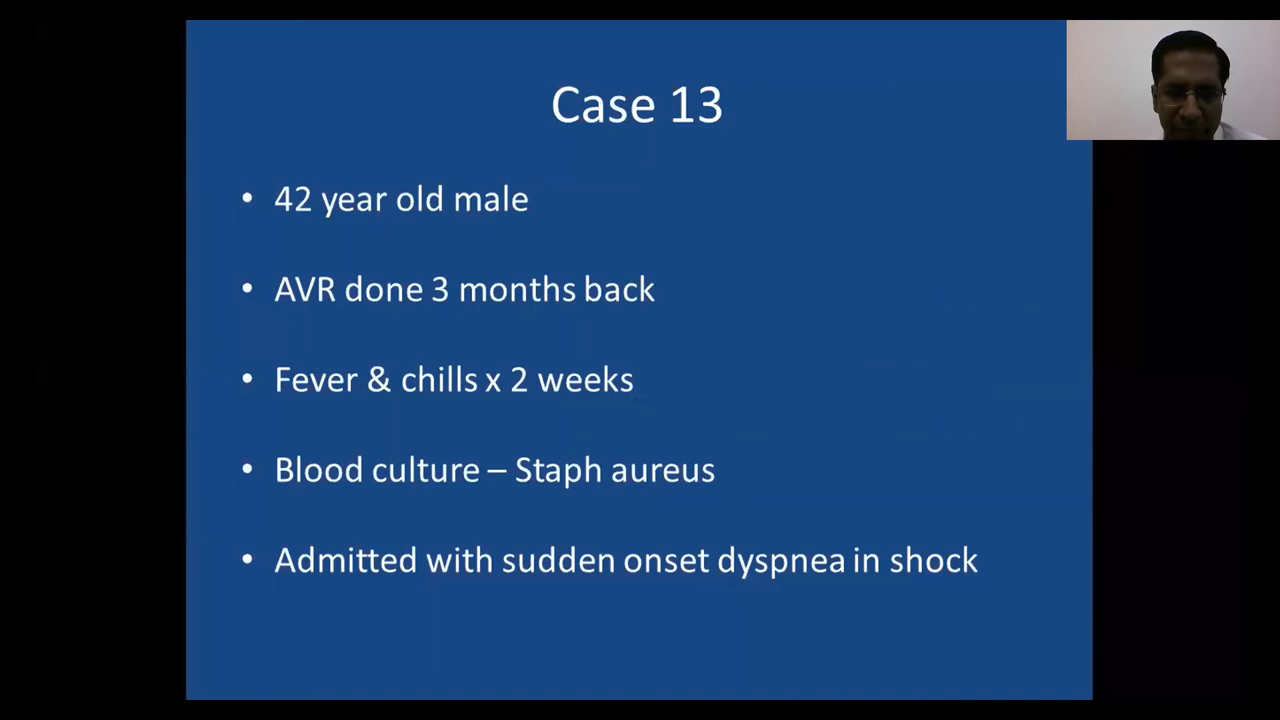 Case 13
• 42 year old male
• AVR done 3 months back
• Fever & chills x 2 weeks
• Blood culture – Staph aureus
• Admitted with sudden onset dyspnea in shock